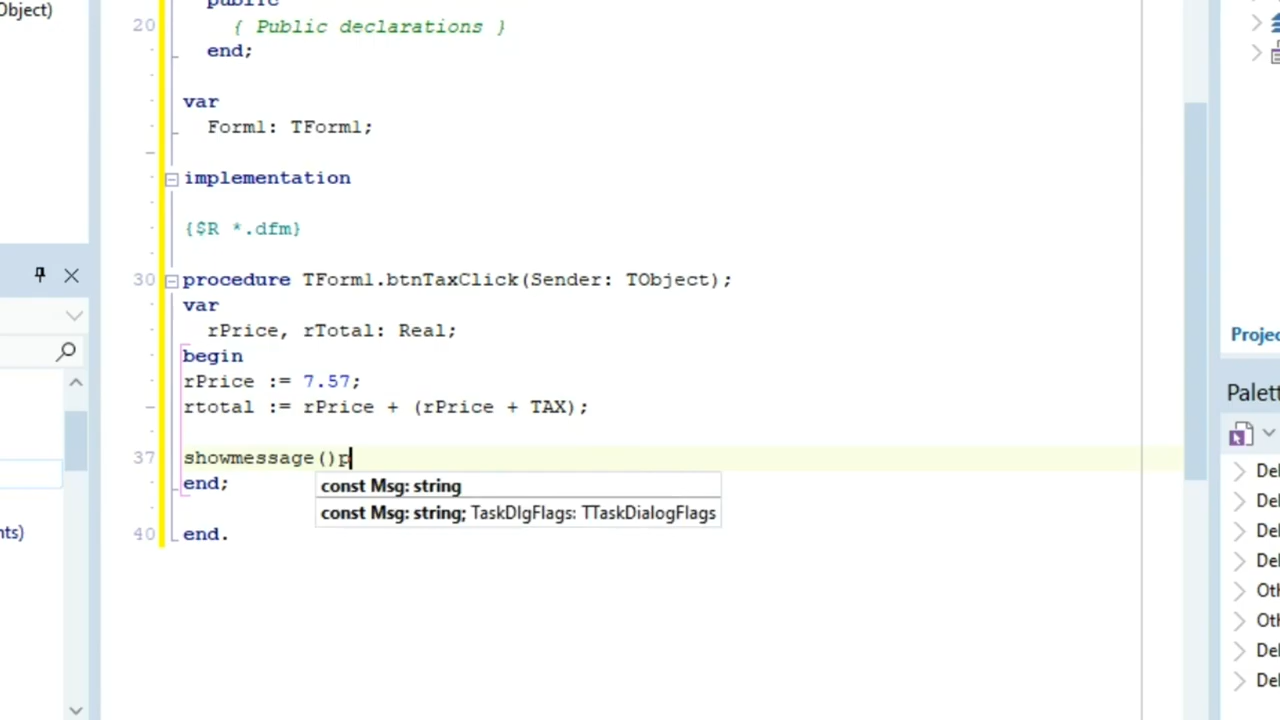 Object)
public
20
{ Public declarations }
end;
var
Form1: TForm1;
implementation
{$R *.dfm}
30 procedure TForm1.btnTaxClick(Sender: TObject);
var
rPrice, rTotal: Real;
begin
rPrice := 7.57;
rtotal := rPrice + (rPrice + TAX);
37 showmessage()p
const Msg: string
end;
const Msg: string; TaskDlgFlags: TTaskDialogFlags
40 end.
nts)
Projec
Palett
Del
Del
Del
Del
Oth
Oth
Del
Del